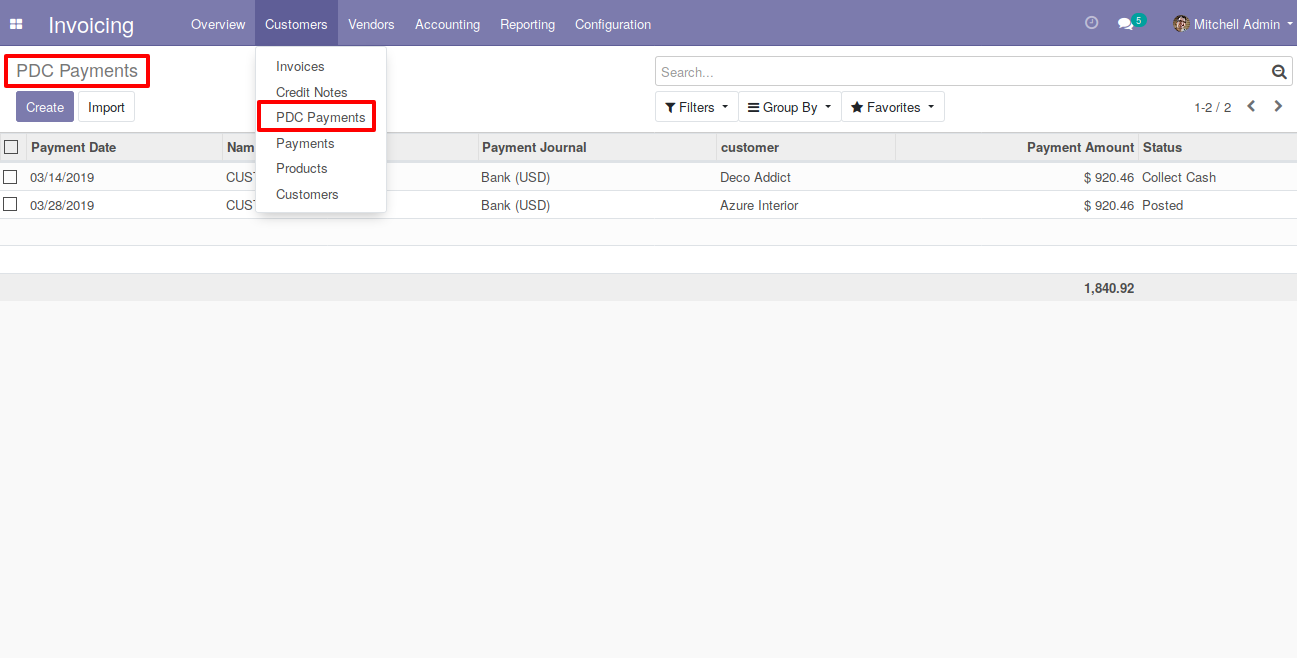 Invoicing Overview Customers Vendors Accounting Reporting Configuration 5 Mitchell Admin
PDC Payments
Search...
Create Import
Filters Group By Favorites 1-2 / 2
Invoices
Credit Notes
PDC Payments
Payments
Products
Customers
Payment Date Nam Payment Journal customer Payment Amount Status
03/14/2019 CUST Bank (USD) Deco Addict $ 920.46 Collect Cash
03/28/2019 CUST Bank (USD) Azure Interior $ 920.46 Posted
1,840.92